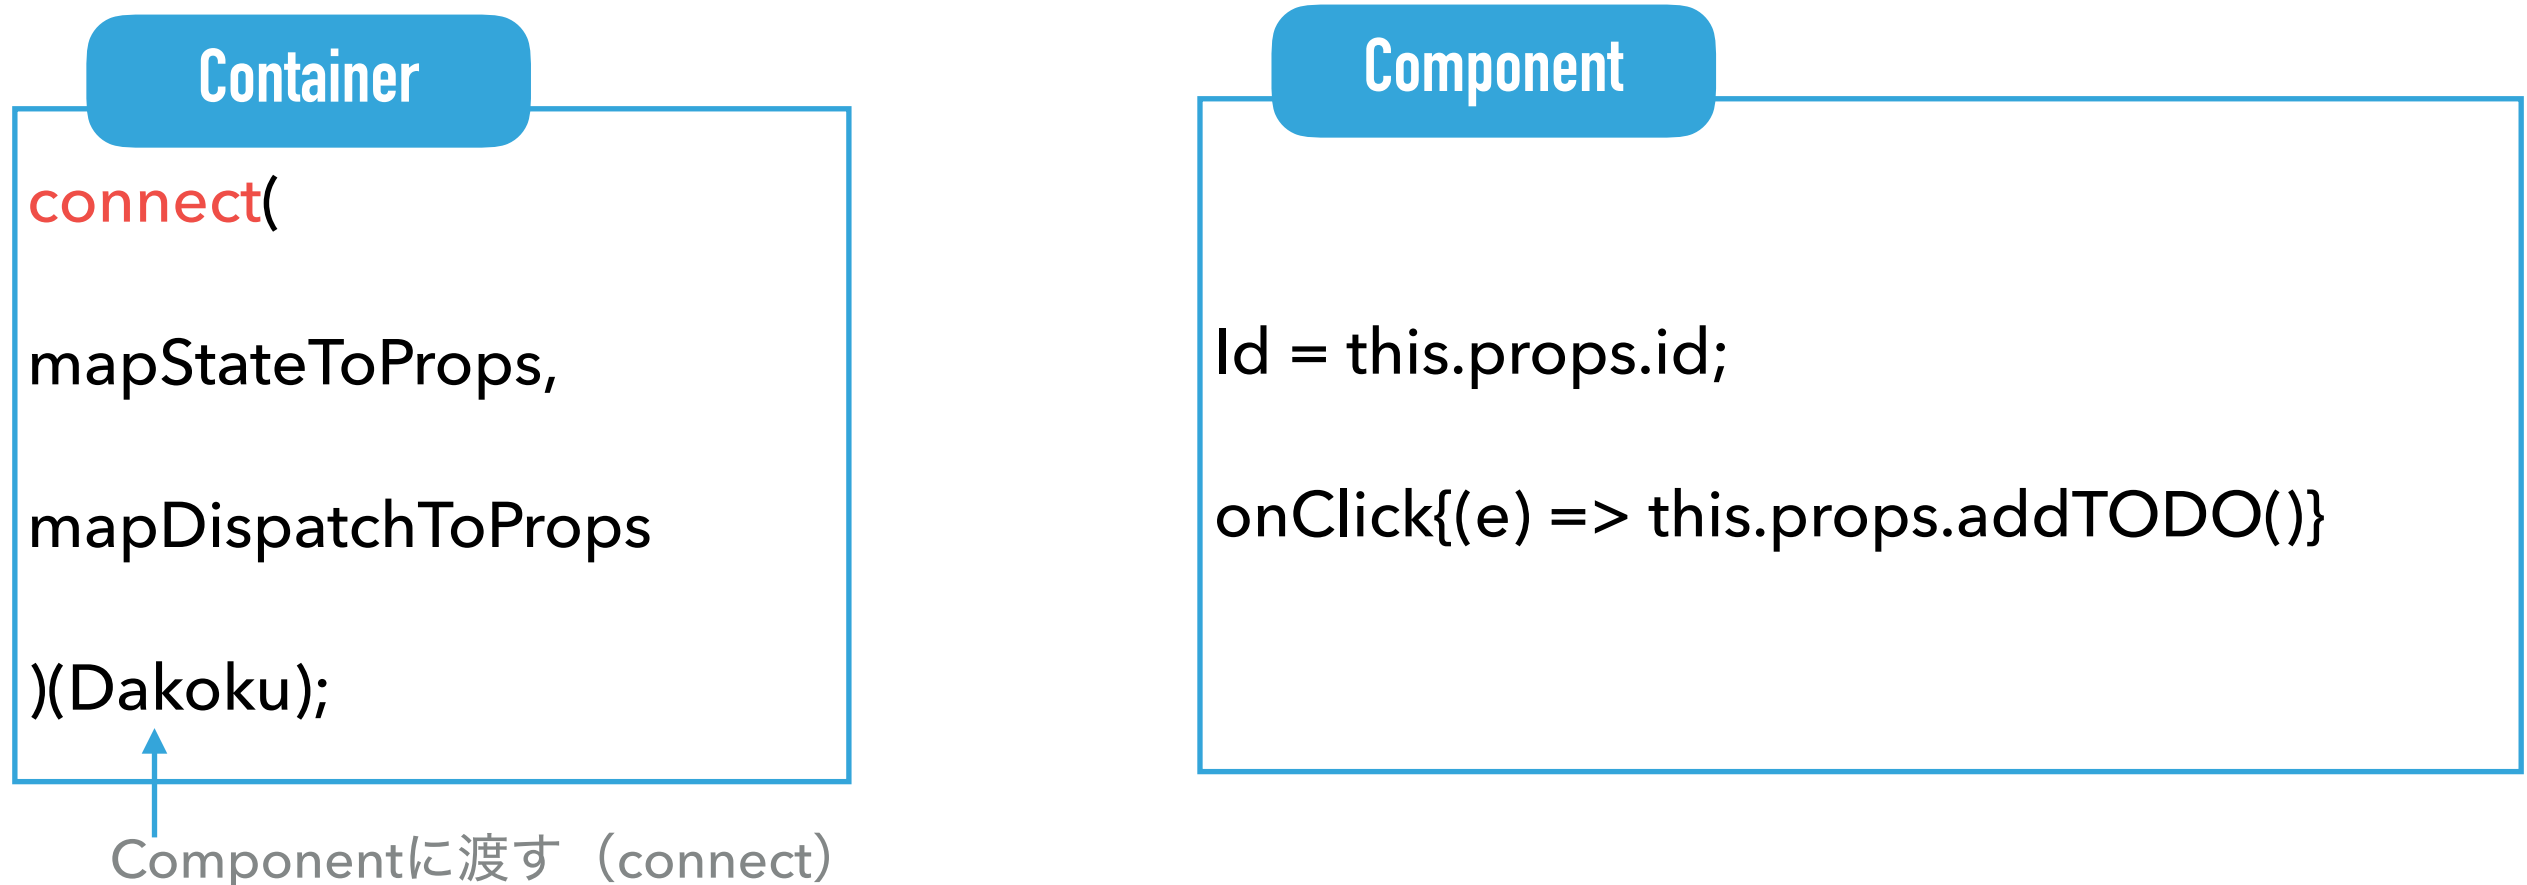 Container
connect(
mapStateToProps,
mapDispatchToProps
)(Dakoku);
Componentに渡す（connect）
Component
Id = this.props.id;
onClick{(e) => this.props.addTODO()}